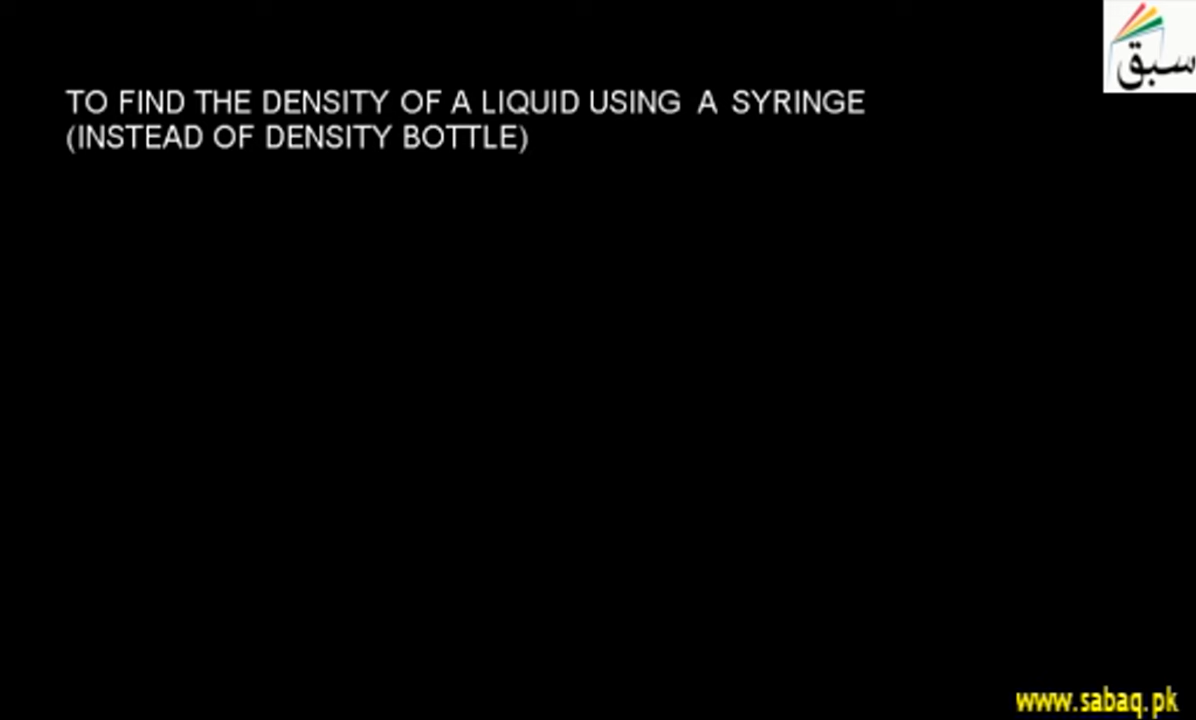 سبق
TO FIND THE DENSITY OF A LIQUID USING A SYRINGE
(INSTEAD OF DENSITY BOTTLE)
www.sabaq.pk